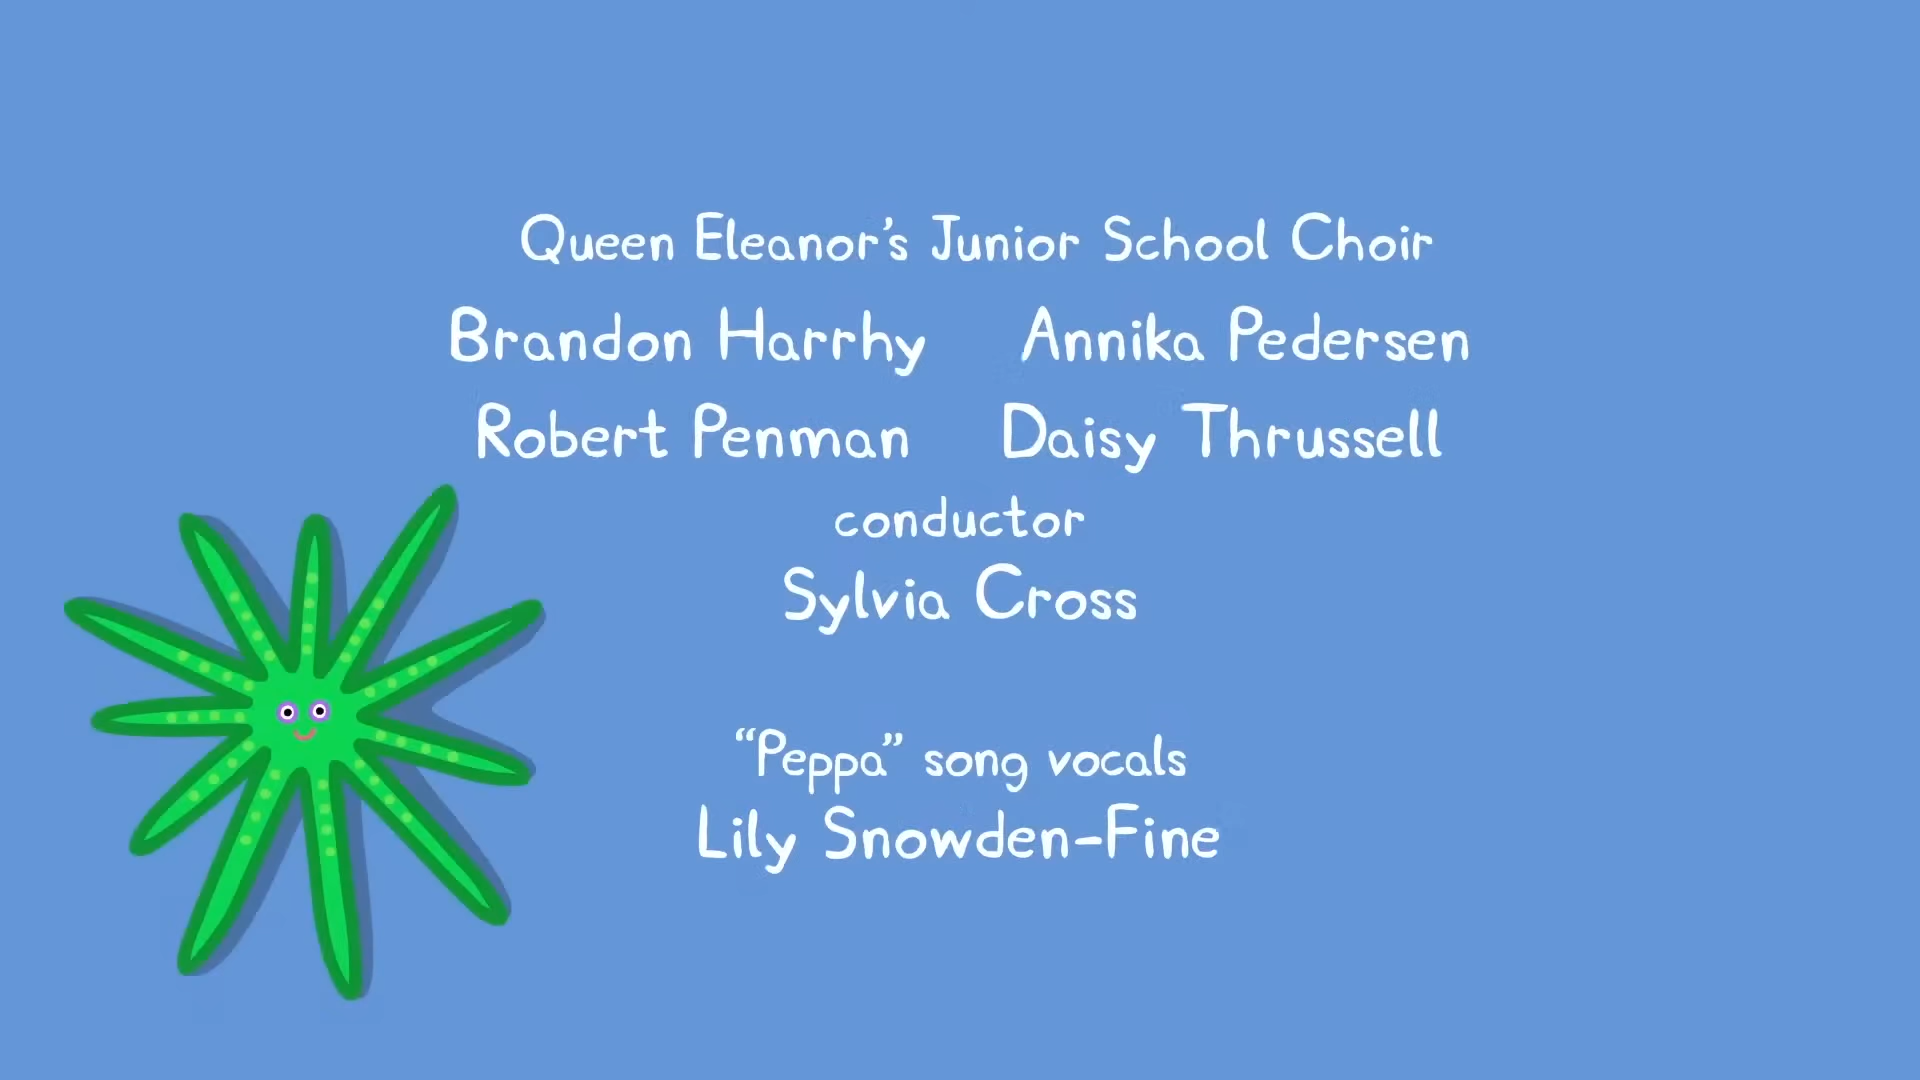 Queen Eleanor’s Junior School Choir
Brandon Harrhy Annika Pedersen
Robert Penman Daisy Thrussell
conductor
Sylvia Cross
“Peppa” song vocals
Lily Snowden-Fine